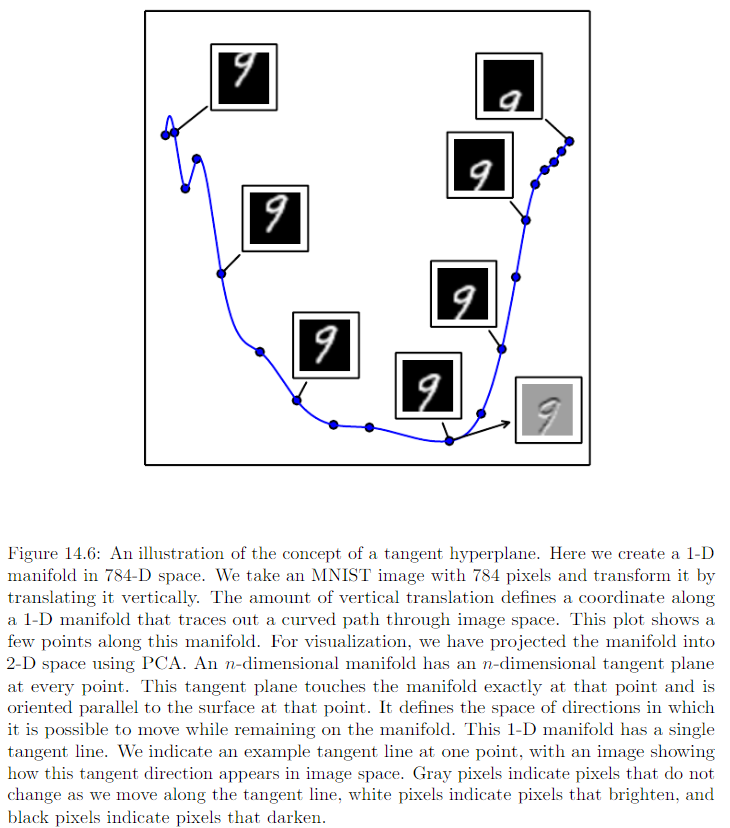 9
9
9
9
9
9
9
9
9
Figure 14.6: An illustration of the concept of a tangent hyperplane. Here we create a 1-D
manifold in 784-D space. We take an MNIST image with 784 pixels and transform it by
translating it vertically. The amount of vertical translation defines a coordinate along
a 1-D manifold that traces out a curved path through image space. This plot shows a
few points along this manifold. For visualization, we have projected the manifold into
2-D space using PCA. An n-dimensional manifold has an n-dimensional tangent plane
at every point. This tangent plane touches the manifold exactly at that point and is
oriented parallel to the surface at that point. It defines the space of directions in which
it is possible to move while remaining on the manifold. This 1-D manifold has a single
tangent line. We indicate an example tangent line at one point, with an image showing
how this tangent direction appears in image space. Gray pixels indicate pixels that do not
change as we move along the tangent line, white pixels indicate pixels that brighten, and
black pixels indicate pixels that darken.